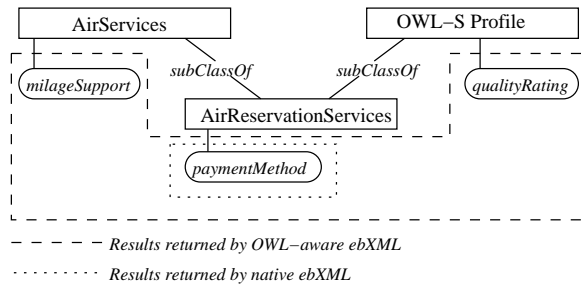 AirServices
OWL–S Profile
milageSupport
subClassOf
subClassOf
qualityRating
AirReservationServices
paymentMethod
Results returned by OWL–aware ebXML
Results returned by native ebXML